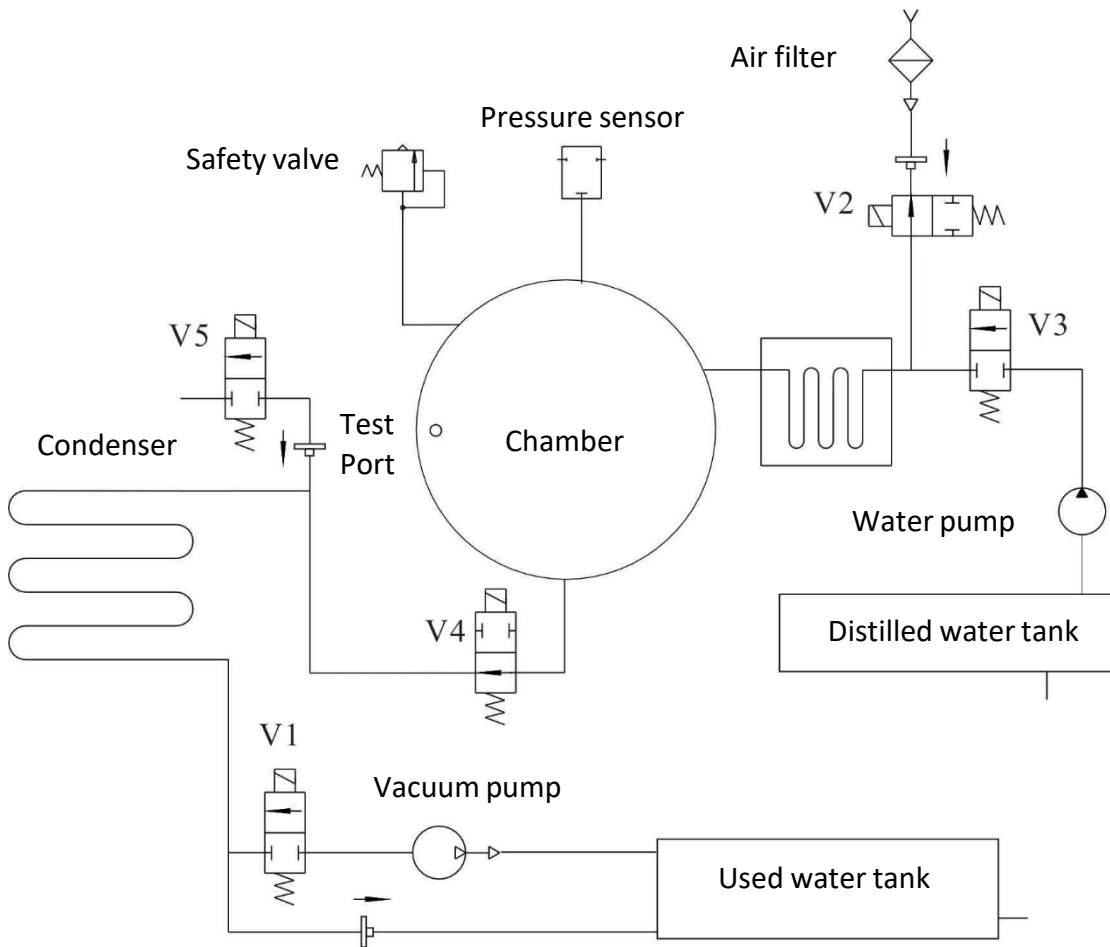 Air filter
Pressure sensor
Safety valve
V2
V3
V5
Test
Port
Chamber
Condenser
Water pump
V4
Distilled water tank
V1
Vacuum pump
Used water tank